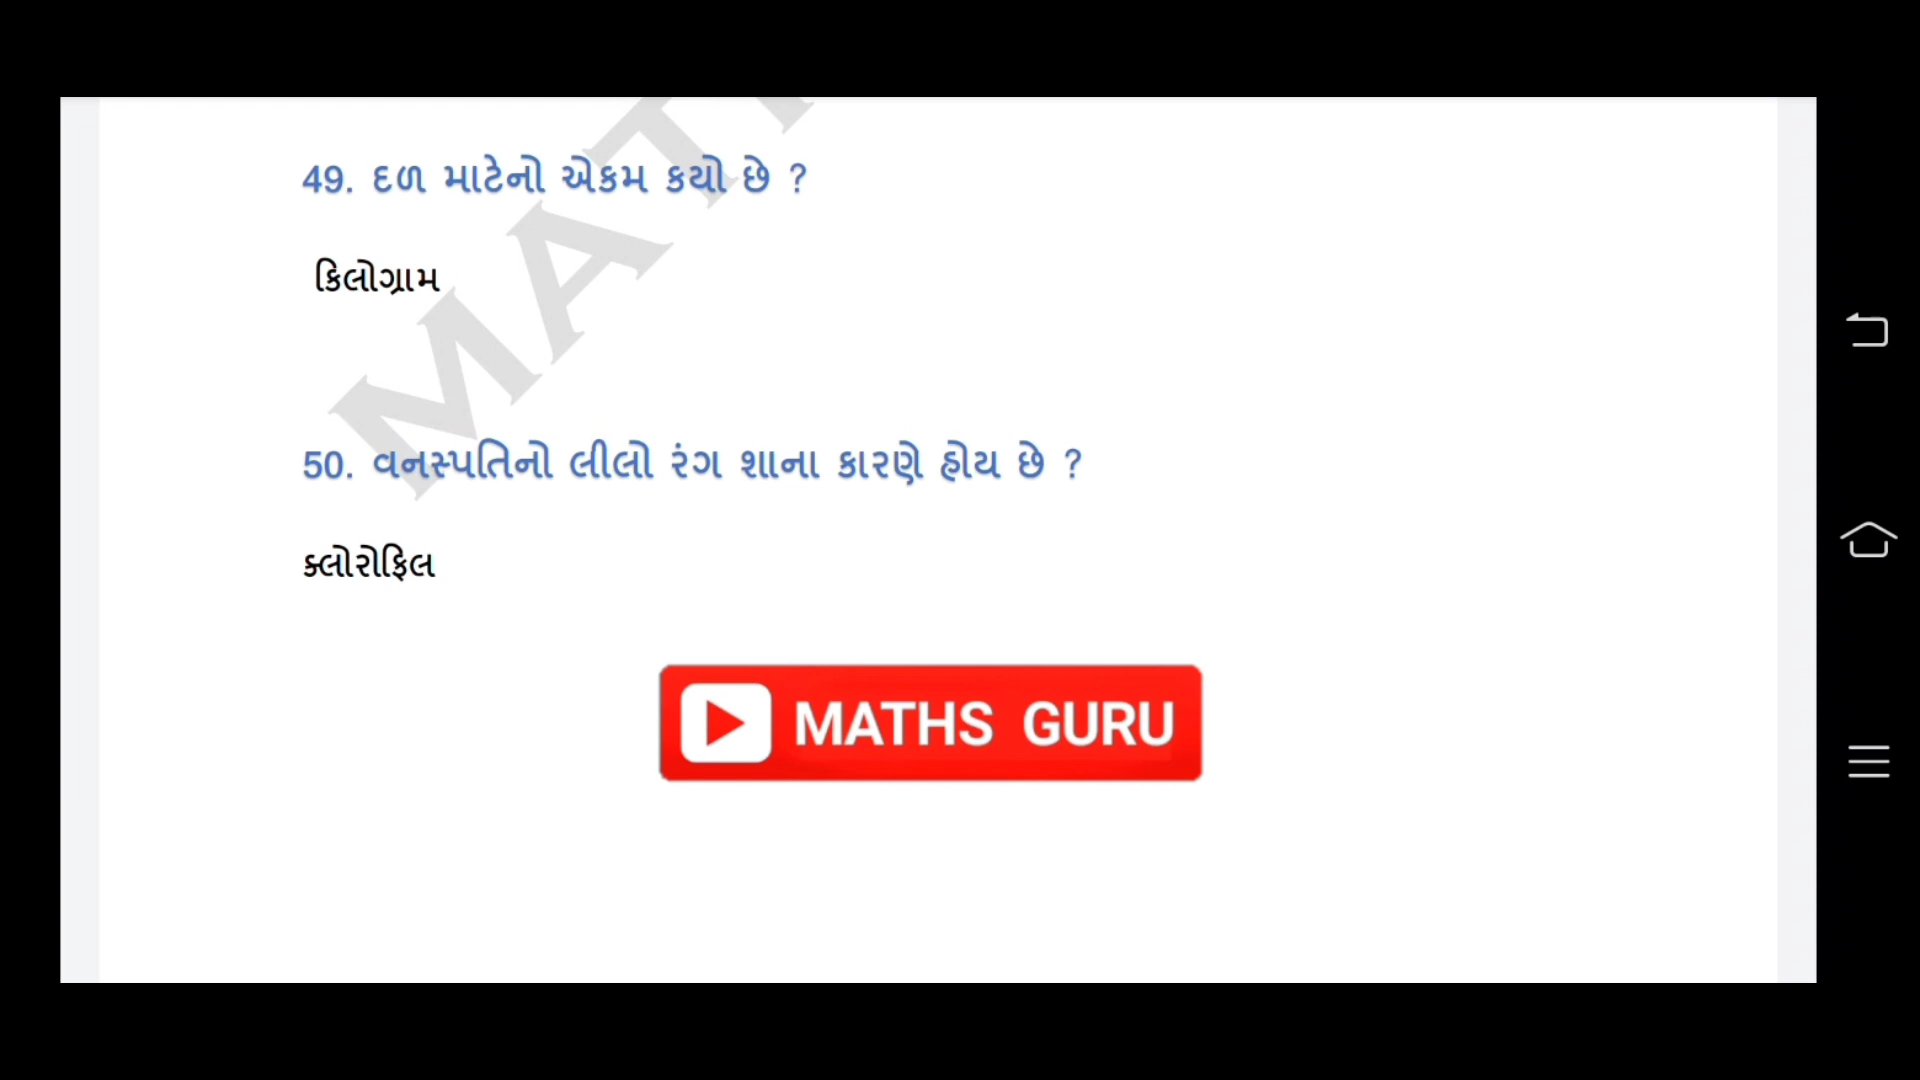 49. દળ માટેનો એકમ કયો છે ?
કિલોગ્રામ
50. વનસ્પતિનો લીલો રંગ શાના કારણે હોય છે ?
ક્લોરોફિલ
MATHS GURU